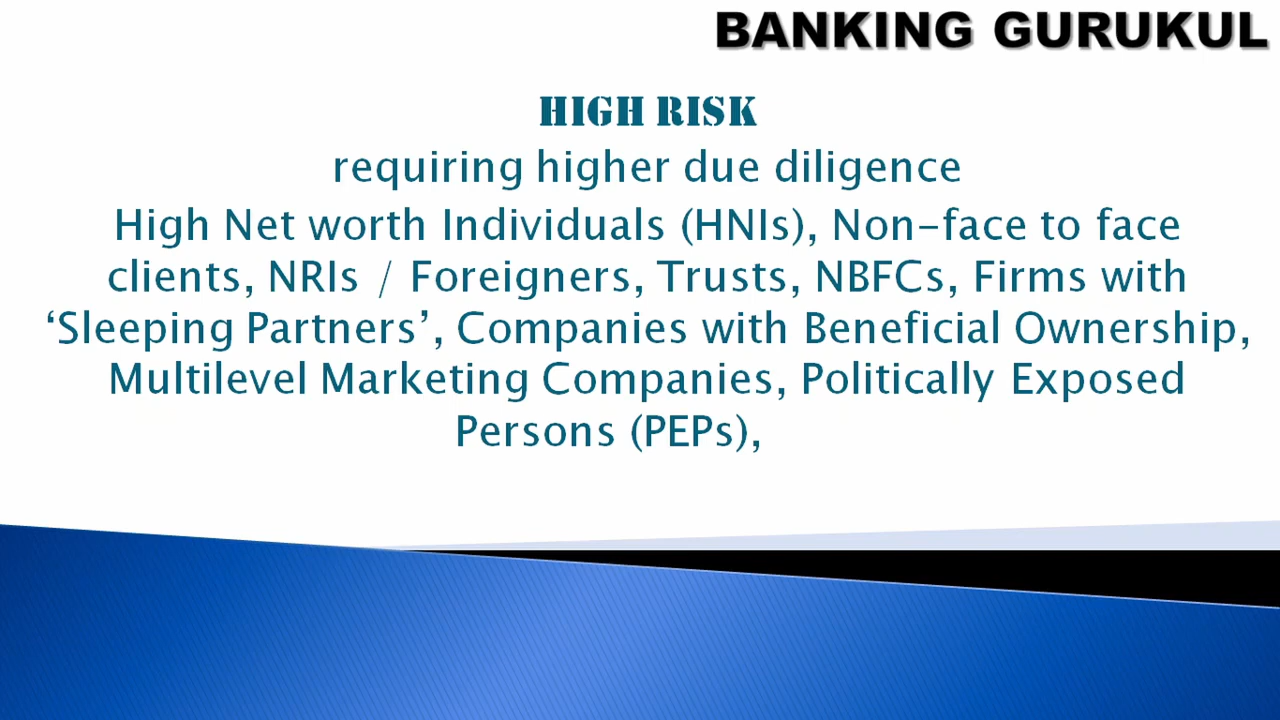 BANKING GURUKUL
HIGH RISK
requiring higher due diligence
High Net worth Individuals (HNIs), Non-face to face
clients, NRIs / Foreigners, Trusts, NBFCs, Firms with
‘Sleeping Partners’, Companies with Beneficial Ownership,
Multilevel Marketing Companies, Politically Exposed
Persons (PEPs),